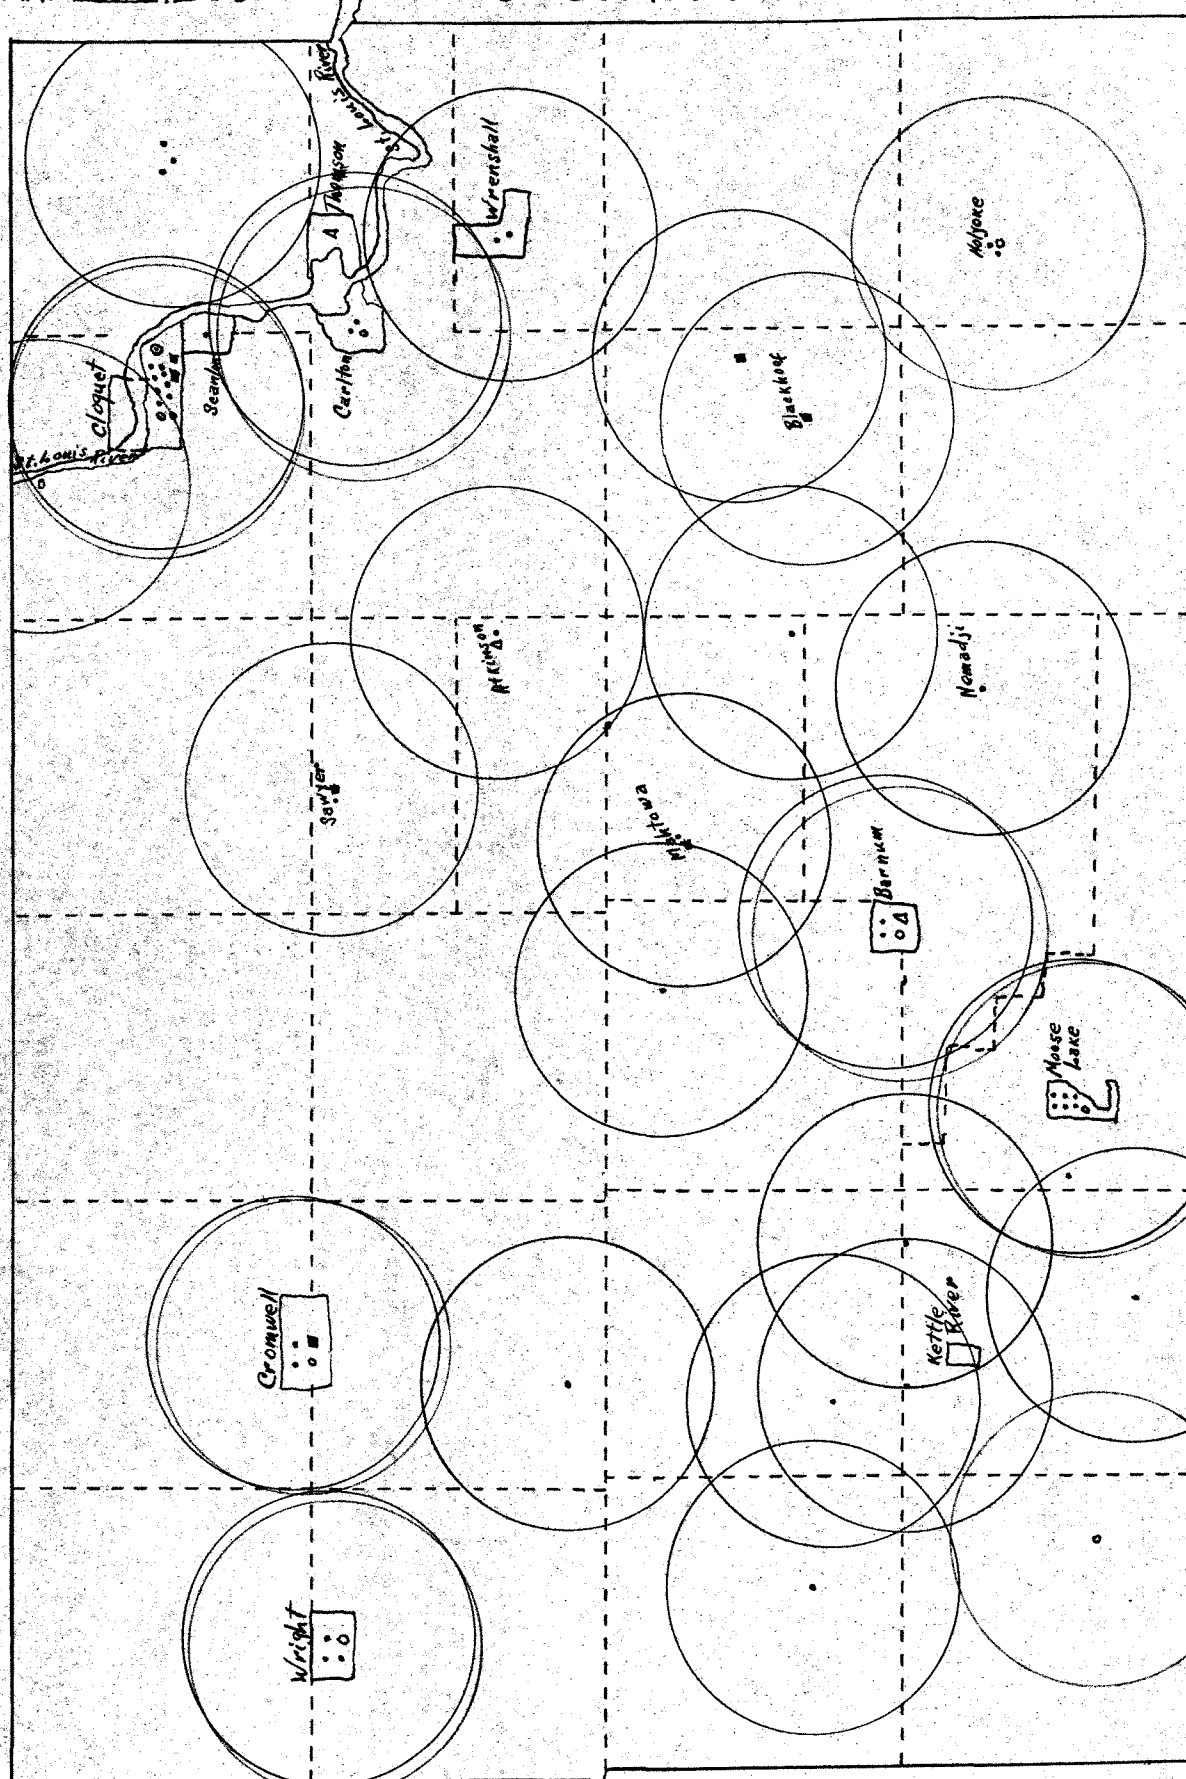 St. Louis River
Thomson
Wrenshall
Holyoke
Cloquet
Scanlon
Carlton
Blackhoof
St. Louis River
Atkinson
Nemadji
Sawyer
Mahtowa
Barnum
Moose
Lake
Cromwell
Kettle
River
Wright